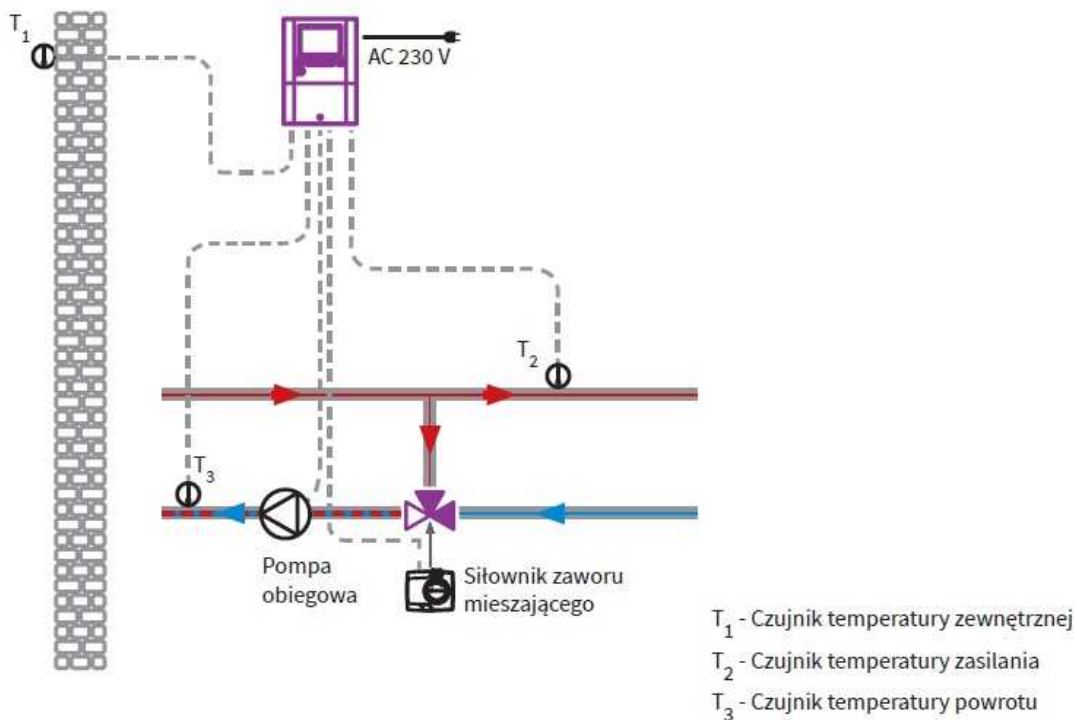 T1
AC 230 V
T2
T3
Pompa
obiegowa
Siłownik zaworu
mieszającego
T1 - Czujnik temperatury zewnętrznej
T2 - Czujnik temperatury zasilania
T3 - Czujnik temperatury powrotu